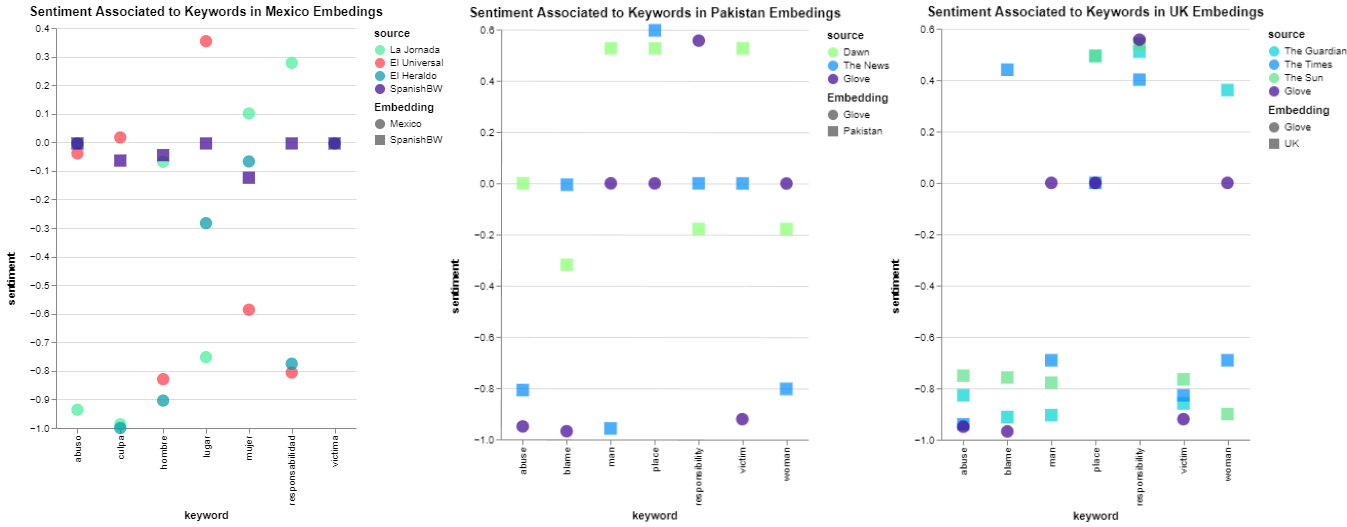 Sentiment Associated to Keywords in Mexico Embedings
0.4
0.3
0.2
0.1
0.0
−0.1
−0.2
−0.3
−0.4
−0.5
−0.6
−0.7
−0.8
−0.9
−1.0
sentiment
abuso
culpa
hombre
lugar
mujer
responsabilidad
victima
keyword
source
La Jornada
El Universal
El Heraldo
SpanishBW
Embedding
Mexico
SpanishBW
Sentiment Associated to Keywords in Pakistan Embedings
0.6
0.4
0.2
0.0
−0.2
−0.4
−0.6
−0.8
−1.0
sentiment
abuse
blame
man
place
responsibility
victim
woman
keyword
source
Dawn
The News
Glove
Embedding
Glove
Pakistan
Sentiment Associated to Keywords in UK Embedings
0.6
0.4
0.2
0.0
−0.2
−0.4
−0.6
−0.8
−1.0
sentiment
abuse
blame
man
place
responsibility
victim
woman
keyword
source
The Guardian
The Times
The Sun
Glove
Embedding
Glove
UK